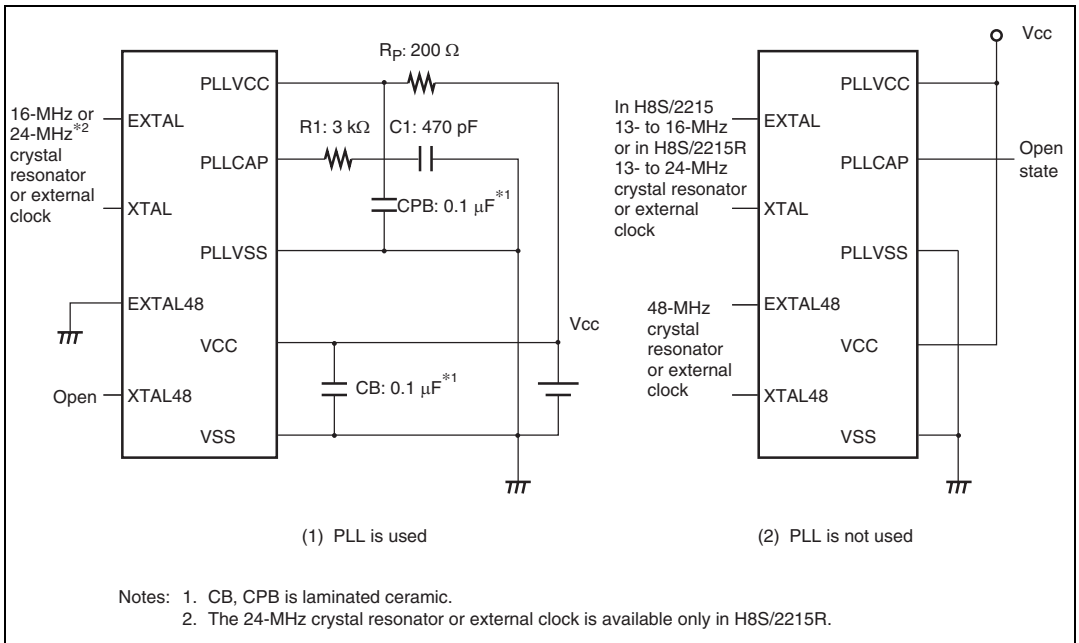 RP: 200 Ω
PLLVCC
16-MHz or
24-MHz*2
crystal
resonator
or external
clock
EXTAL
R1: 3 kΩ
C1: 470 pF
PLLCAP
XTAL
CPB: 0.1 µF*1
PLLVSS
EXTAL48
VCC
Vcc
CB: 0.1 µF*1
Open
XTAL48
VSS
(1) PLL is used
Vcc
PLLVCC
In H8S/2215
13- to 16-MHz
or in H8S/2215R
13- to 24-MHz
crystal resonator
or external
clock
EXTAL
PLLCAP
Open
state
XTAL
PLLVSS
48-MHz
crystal
resonator
or external
clock
EXTAL48
VCC
XTAL48
VSS
(2) PLL is not used
Notes: 1. CB, CPB is laminated ceramic.
2. The 24-MHz crystal resonator or external clock is available only in H8S/2215R.